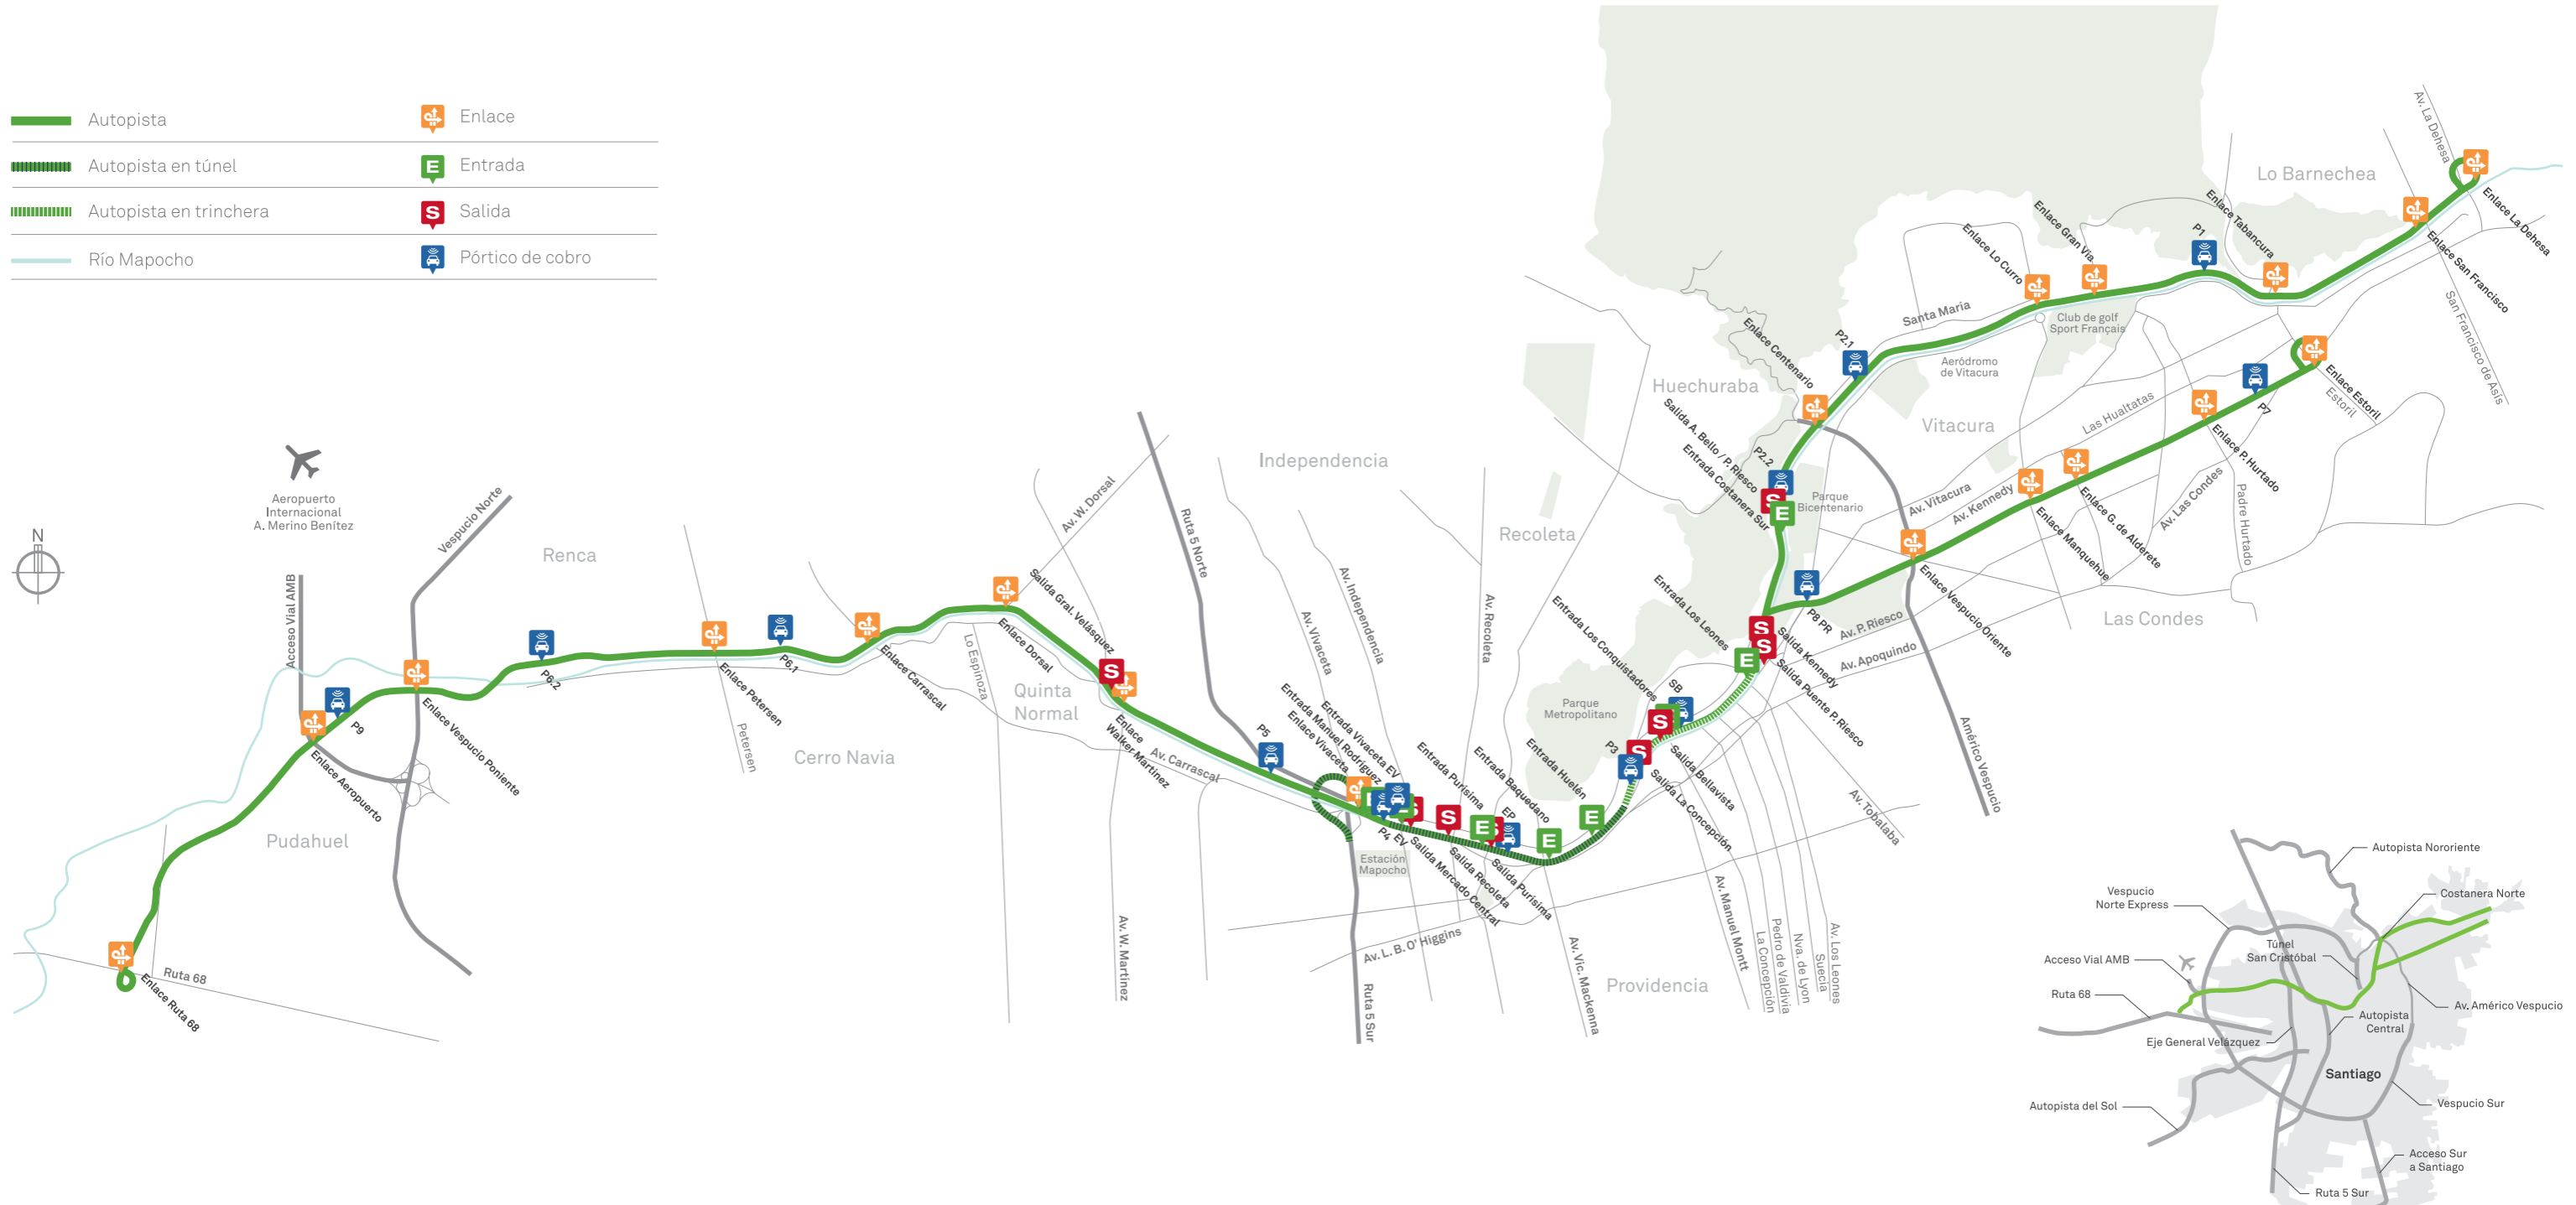 Autopista
Autopista en túnel
Autopista en trinchera
Río Mapocho
Enlace
E
Entrada
S
Salida
Pórtico de cobro
N
Aeropuerto
Internacional
A. Merino Benítez
Acceso Vial AMB
Vespucio Norte
Renca
Pudahuel
Ruta 68
Enlace Ruta 68
Enlace Aeropuerto
P9
Enlace Vespucio Poniente
P6.2
Enlace Petersen
Petersen
P6.1
Cerro Navia
Enlace Carrascal
Lo Espinoza
Enlace Dorsal
Av. W. Dorsal
Salida Gral. Velásquez
S
Quinta
Normal
Enlace
Walker Martínez
Av. Carrascal
Av. W. Martínez
Ruta 5 Norte
Independencia
P5
Av. Vivaceta
Av. Independencia
Entrada Vivaceta EV
Entrada Manuel Rodríguez
Enlace Vivaceta
P4
EV
Salida Mercado Central
Estación
Mapocho
Ruta 5 Sur
Av. L. B. O' Higgins
Av. Recoleta
Recoleta
Entrada Purísima
S
Salida Recoleta
E
EP
Salida Purísima
Entrada Baquedano
E
Entrada Huelén
E
Av. Vic. Mackenna
Providencia
Parque
Metropolitano
P3
S
Salida La Concepción
Entrada Los Conquistadores
SB
S
Salida Bellavista
Av. Manuel Montt
La Concepción
Pedro de Valdivia
Nva. de Lyon
Suecia
Av. Los Leones
Av. Tobalaba
Entrada Los Leones
E
S
Salida Kennedy
S
Salida Puente P. Riesco
P8 PR
Av. P. Riesco
Av. Apoquindo
Huechuraba
Salida A. Bello / P. Riesco
Entrada Costanera Sur
P2.2
S
E
Parque
Bicentenario
Enlace Centenario
P2.1
Santa María
Aeródromo
de Vitacura
Vitacura
Av. Vitacura
Av. Kennedy
Enlace Vespucio Oriente
Américo Vespucio
Las Condes
Enlace Manquehue
Enlace G. de Alderete
Av. Las Condes
Las Hualtatas
Padre Hurtado
Enlace P. Hurtado
P7
Enlace Estoril
Estoril
Enlace Lo Curro
Enlace Gran Vía
Club de golf
Sport Français
P1
Enlace Tabancura
Lo Barnechea
Av. La Dehesa
Enlace La Dehesa
Enlace San Francisco
San Francisco de Asís
Autopista Nororiente
Costanera Norte
Vespucio
Norte Express
Túnel
San Cristóbal
Acceso Vial AMB
Ruta 68
Av. Américo Vespucio
Autopista
Central
Eje General Velázquez
Santiago
Autopista del Sol
Vespucio Sur
Acceso Sur
a Santiago
Ruta 5 Sur